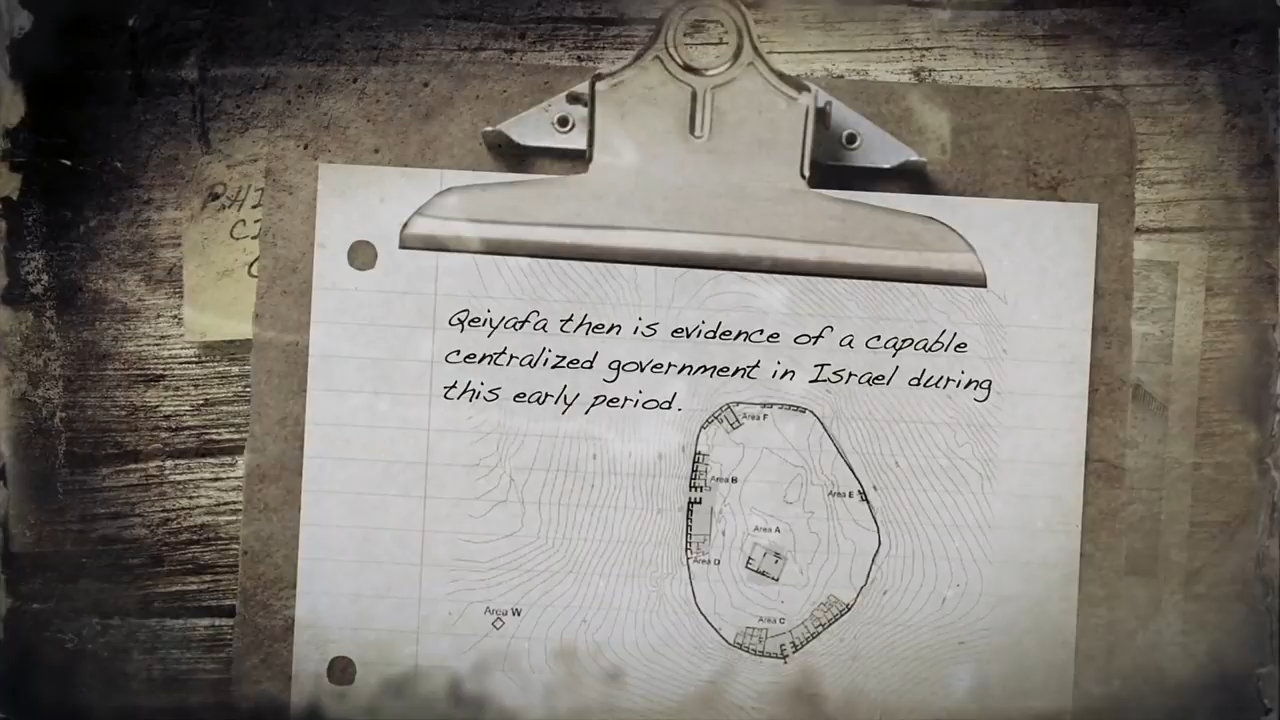 Qeiyafa then is evidence of a capable
centralized government in Israel during
this early period.
Area F
Area B
Area E
Area A
Area D
Area W
Area C